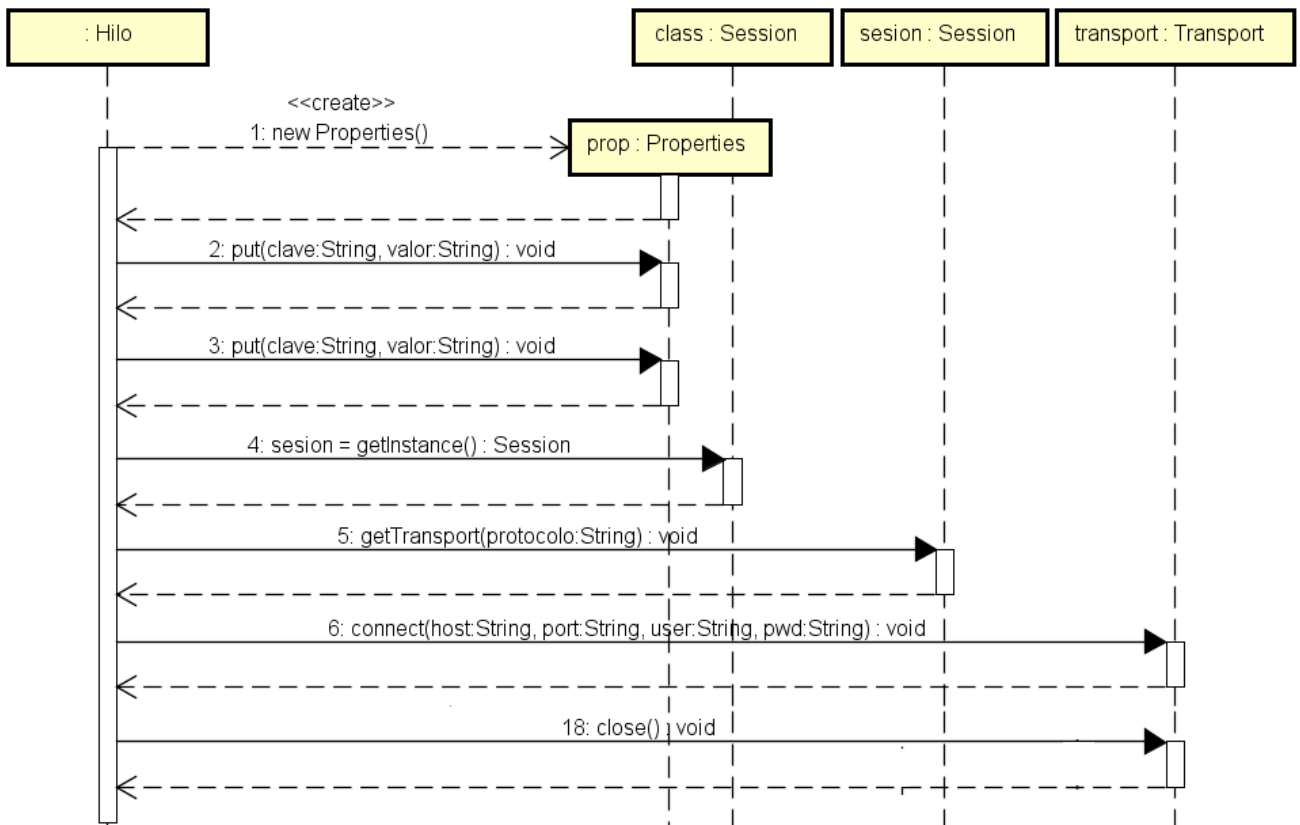 : Hilo
class : Session
sesion : Session
transport : Transport
<<create>>
1: new Properties()
prop : Properties
2: put(clave:String, valor:String) : void
3: put(clave:String, valor:String) : void
4: sesion = getInstance() : Session
5: getTransport(protocolo:String) : void
6: connect(host:String, port:String, user:String, pwd:String) : void
18: close() : void